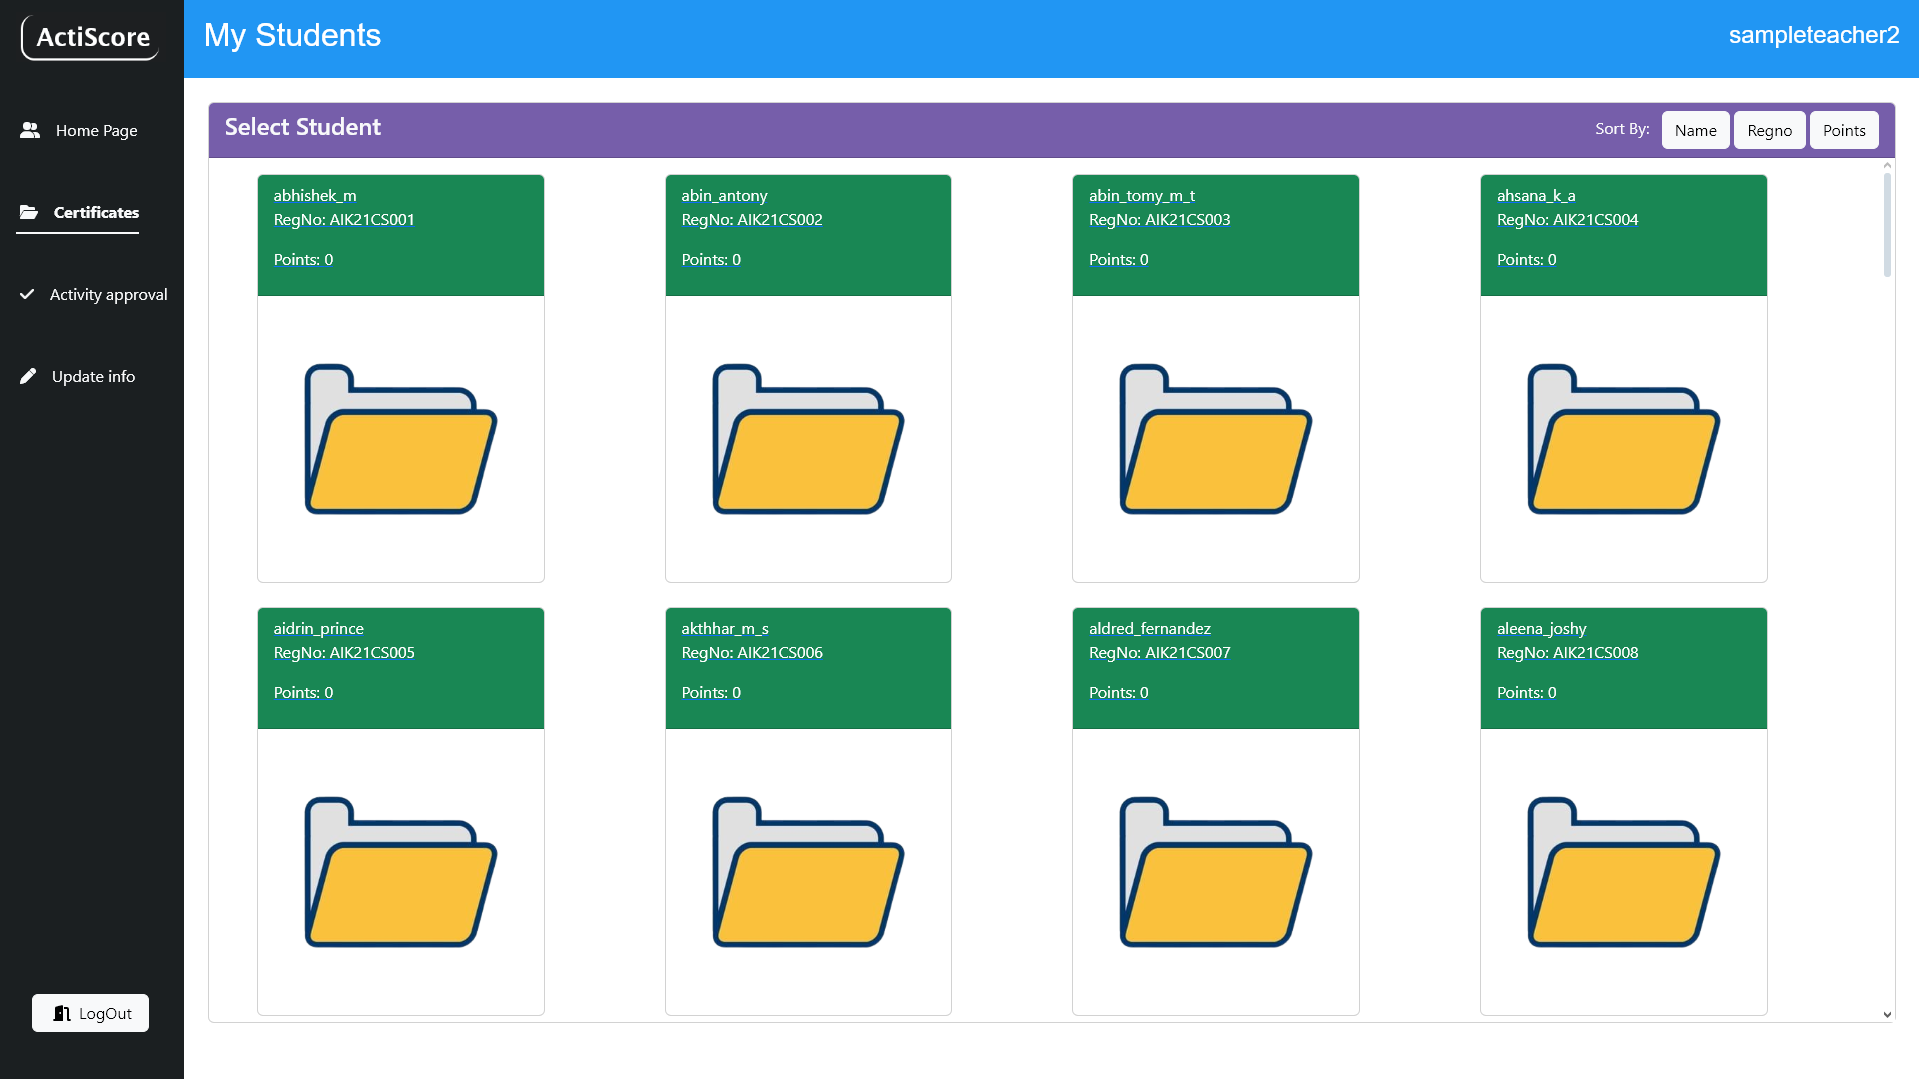 ActiScore
My Students
sampleteacher2
Home Page
Certificates
Activity approval
Update info
LogOut
Select Student
Sort By: Name Regno Points
abhishek_m
RegNo: AIK21CS001
Points: 0
abin_antony
RegNo: AIK21CS002
Points: 0
abin_tomy_m_t
RegNo: AIK21CS003
Points: 0
ahsana_k_a
RegNo: AIK21CS004
Points: 0
aidrin_prince
RegNo: AIK21CS005
Points: 0
akthhar_m_s
RegNo: AIK21CS006
Points: 0
aldred_fernandez
RegNo: AIK21CS007
Points: 0
aleena_joshy
RegNo: AIK21CS008
Points: 0